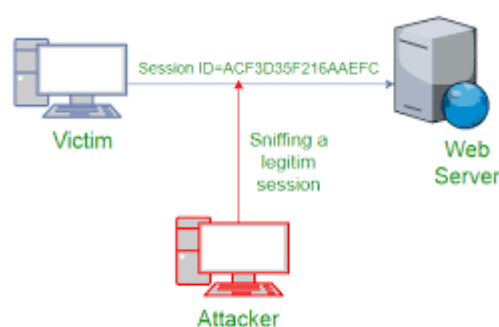 Session ID=ACF3D35F216AAEFC
Victim
Sniffing a
legitim
session
Web
Server
Attacker